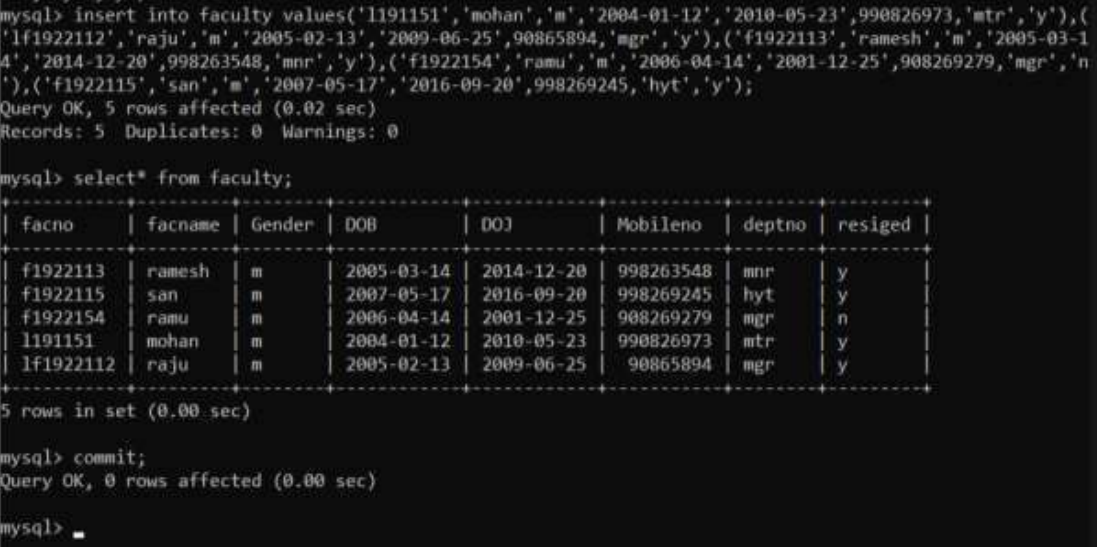 mysql> insert into faculty values('l191151','mohan','m','2004-01-12','2010-05-23',990826973,'mtr','y'),(
'lf1922112','raju','m','2005-02-13','2009-06-25',90865894,'mgr','y'),('f1922113','ramesh','m','2005-03-1
4','2014-12-20',998263548,'mnr','y'),('f1922154','ramu','m','2006-04-14','2001-12-25',908269279,'mgr','n
'),('f1922115','san','m','2007-05-17','2016-09-20',998269245,'hyt','y');
Query OK, 5 rows affected (0.02 sec)
Records: 5  Duplicates: 0  Warnings: 0
mysql> select* from faculty;
| facno | facname | Gender | DOB | DOJ | Mobileno | deptno | resiged |
| f1922113 | ramesh | m | 2005-03-14 | 2014-12-20 | 998263548 | mnr | y |
| f1922115 | san | m | 2007-05-17 | 2016-09-20 | 998269245 | hyt | y |
| f1922154 | ramu | m | 2006-04-14 | 2001-12-25 | 908269279 | mgr | n |
| l191151 | mohan | m | 2004-01-12 | 2010-05-23 | 990826973 | mtr | y |
| lf1922112 | raju | m | 2005-02-13 | 2009-06-25 | 90865894 | mgr | y |
5 rows in set (0.00 sec)
mysql> commit;
Query OK, 0 rows affected (0.00 sec)
mysql>